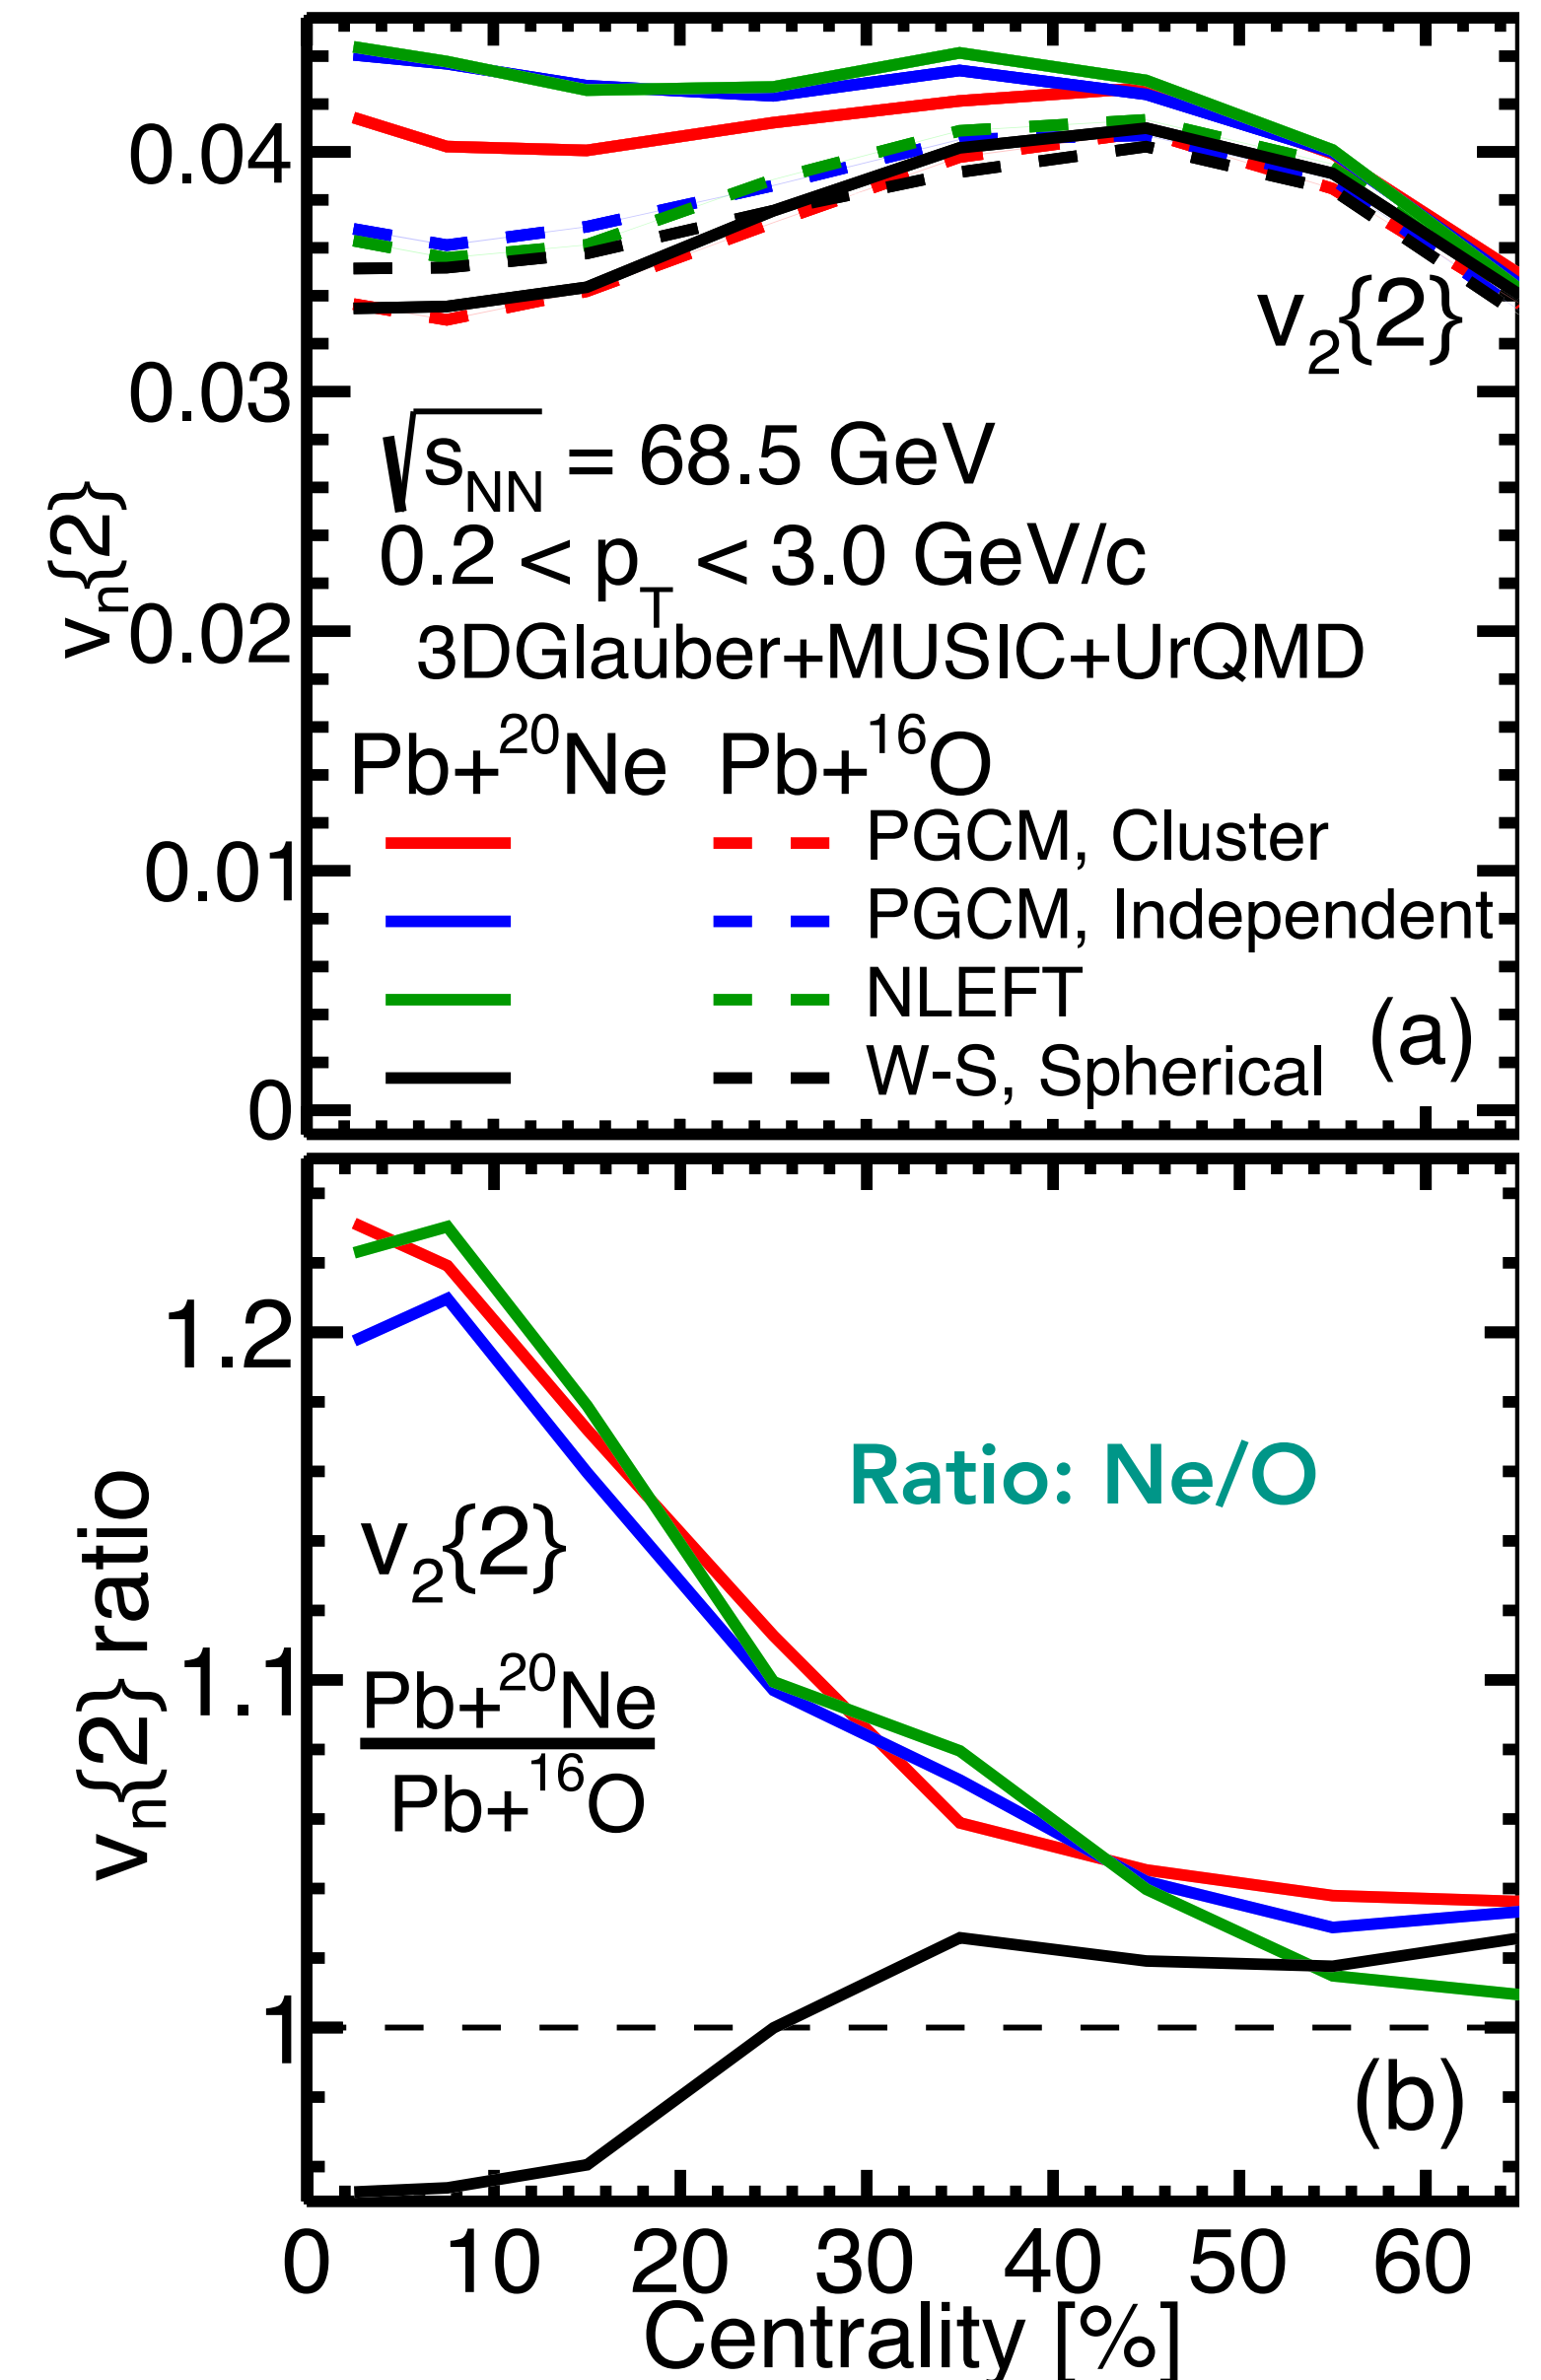 0.04
v₂{2}
0.03
√sNN = 68.5 GeV
0.2 < pT < 3.0 GeV/c
vn{2}
0.02
3DGlauber+MUSIC+UrQMD
Pb+²⁰Ne Pb+¹⁶O
PGCM, Cluster
0.01
PGCM, Independent
NLEFT
(a)
W-S, Spherical
0
1.2
Ratio: Ne/O
v₂{2}
vn{2} ratio
1.1
Pb+²⁰Ne
Pb+¹⁶O
1
(b)
0 10 20 30 40 50 60
Centrality [%]